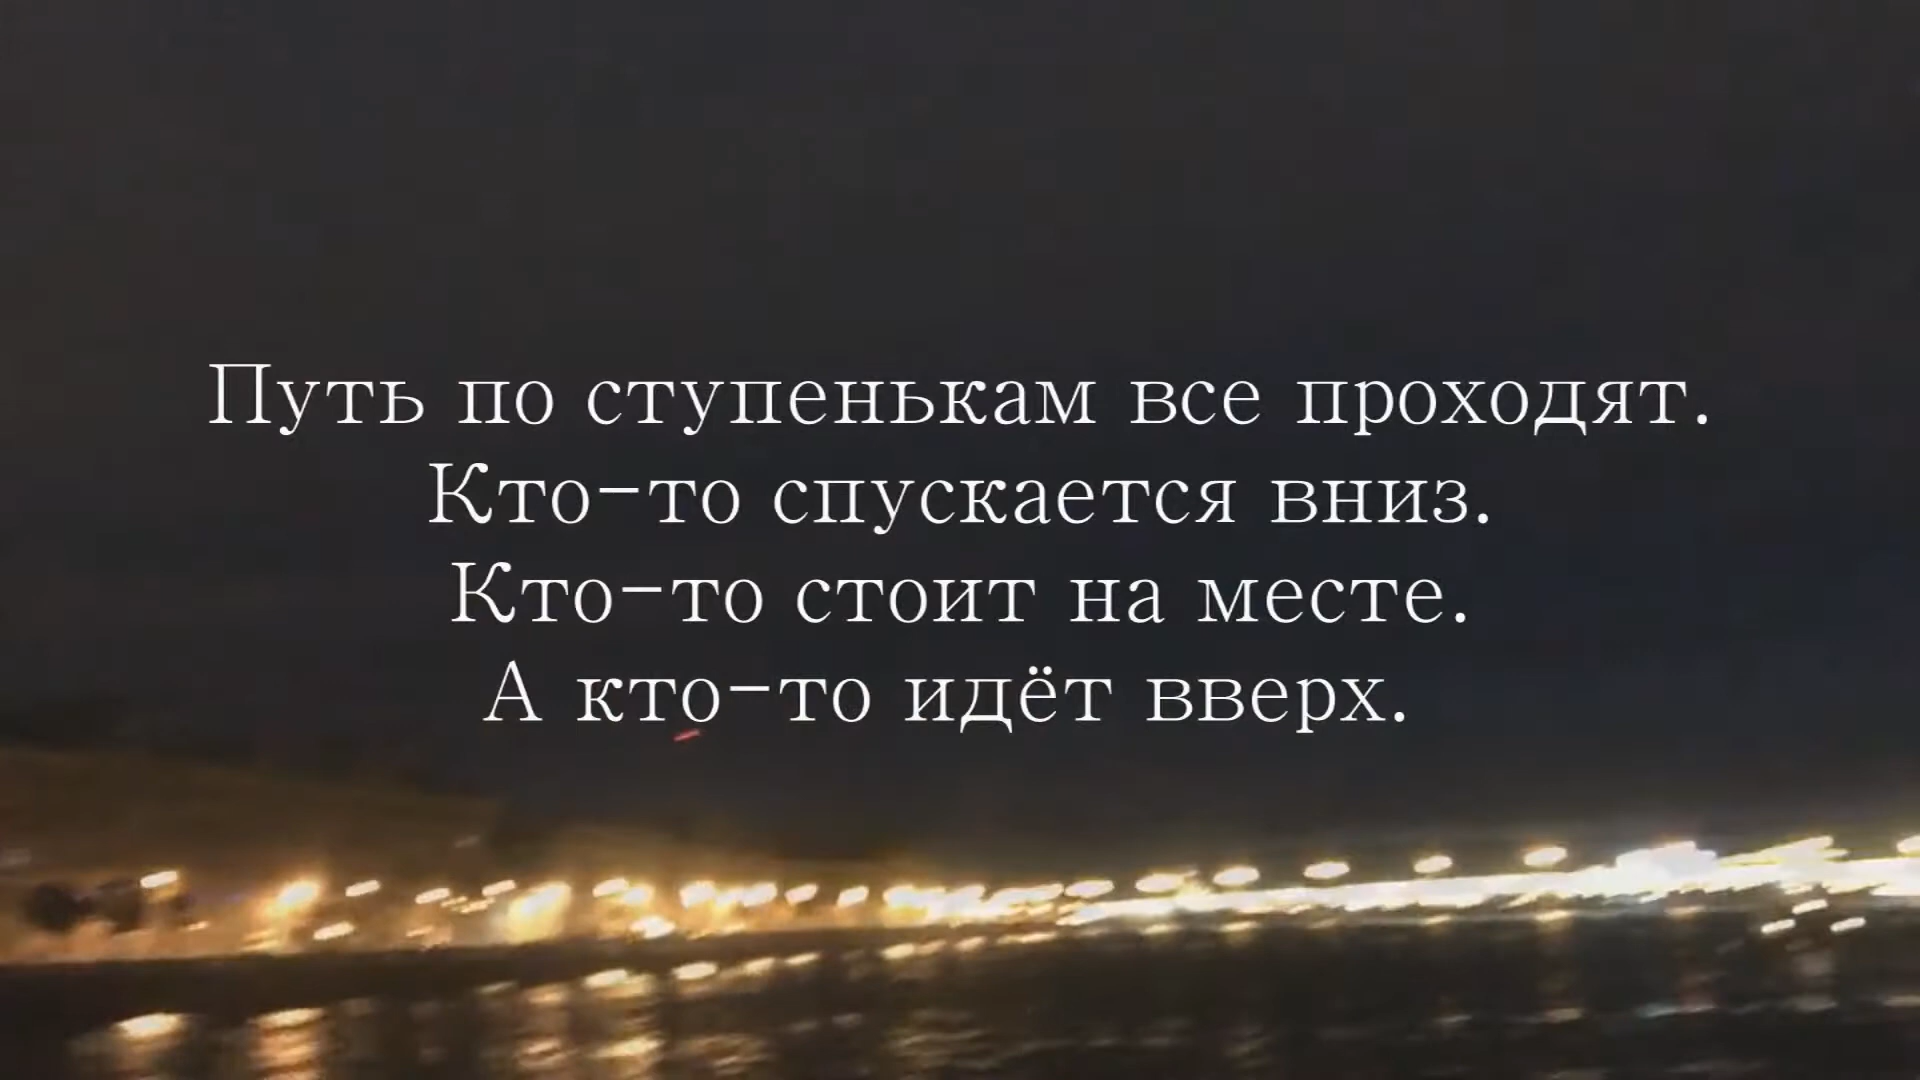 Путь по ступенькам все проходят.
Кто-то спускается вниз.
Кто-то стоит на месте.
А кто-то идёт вверх.